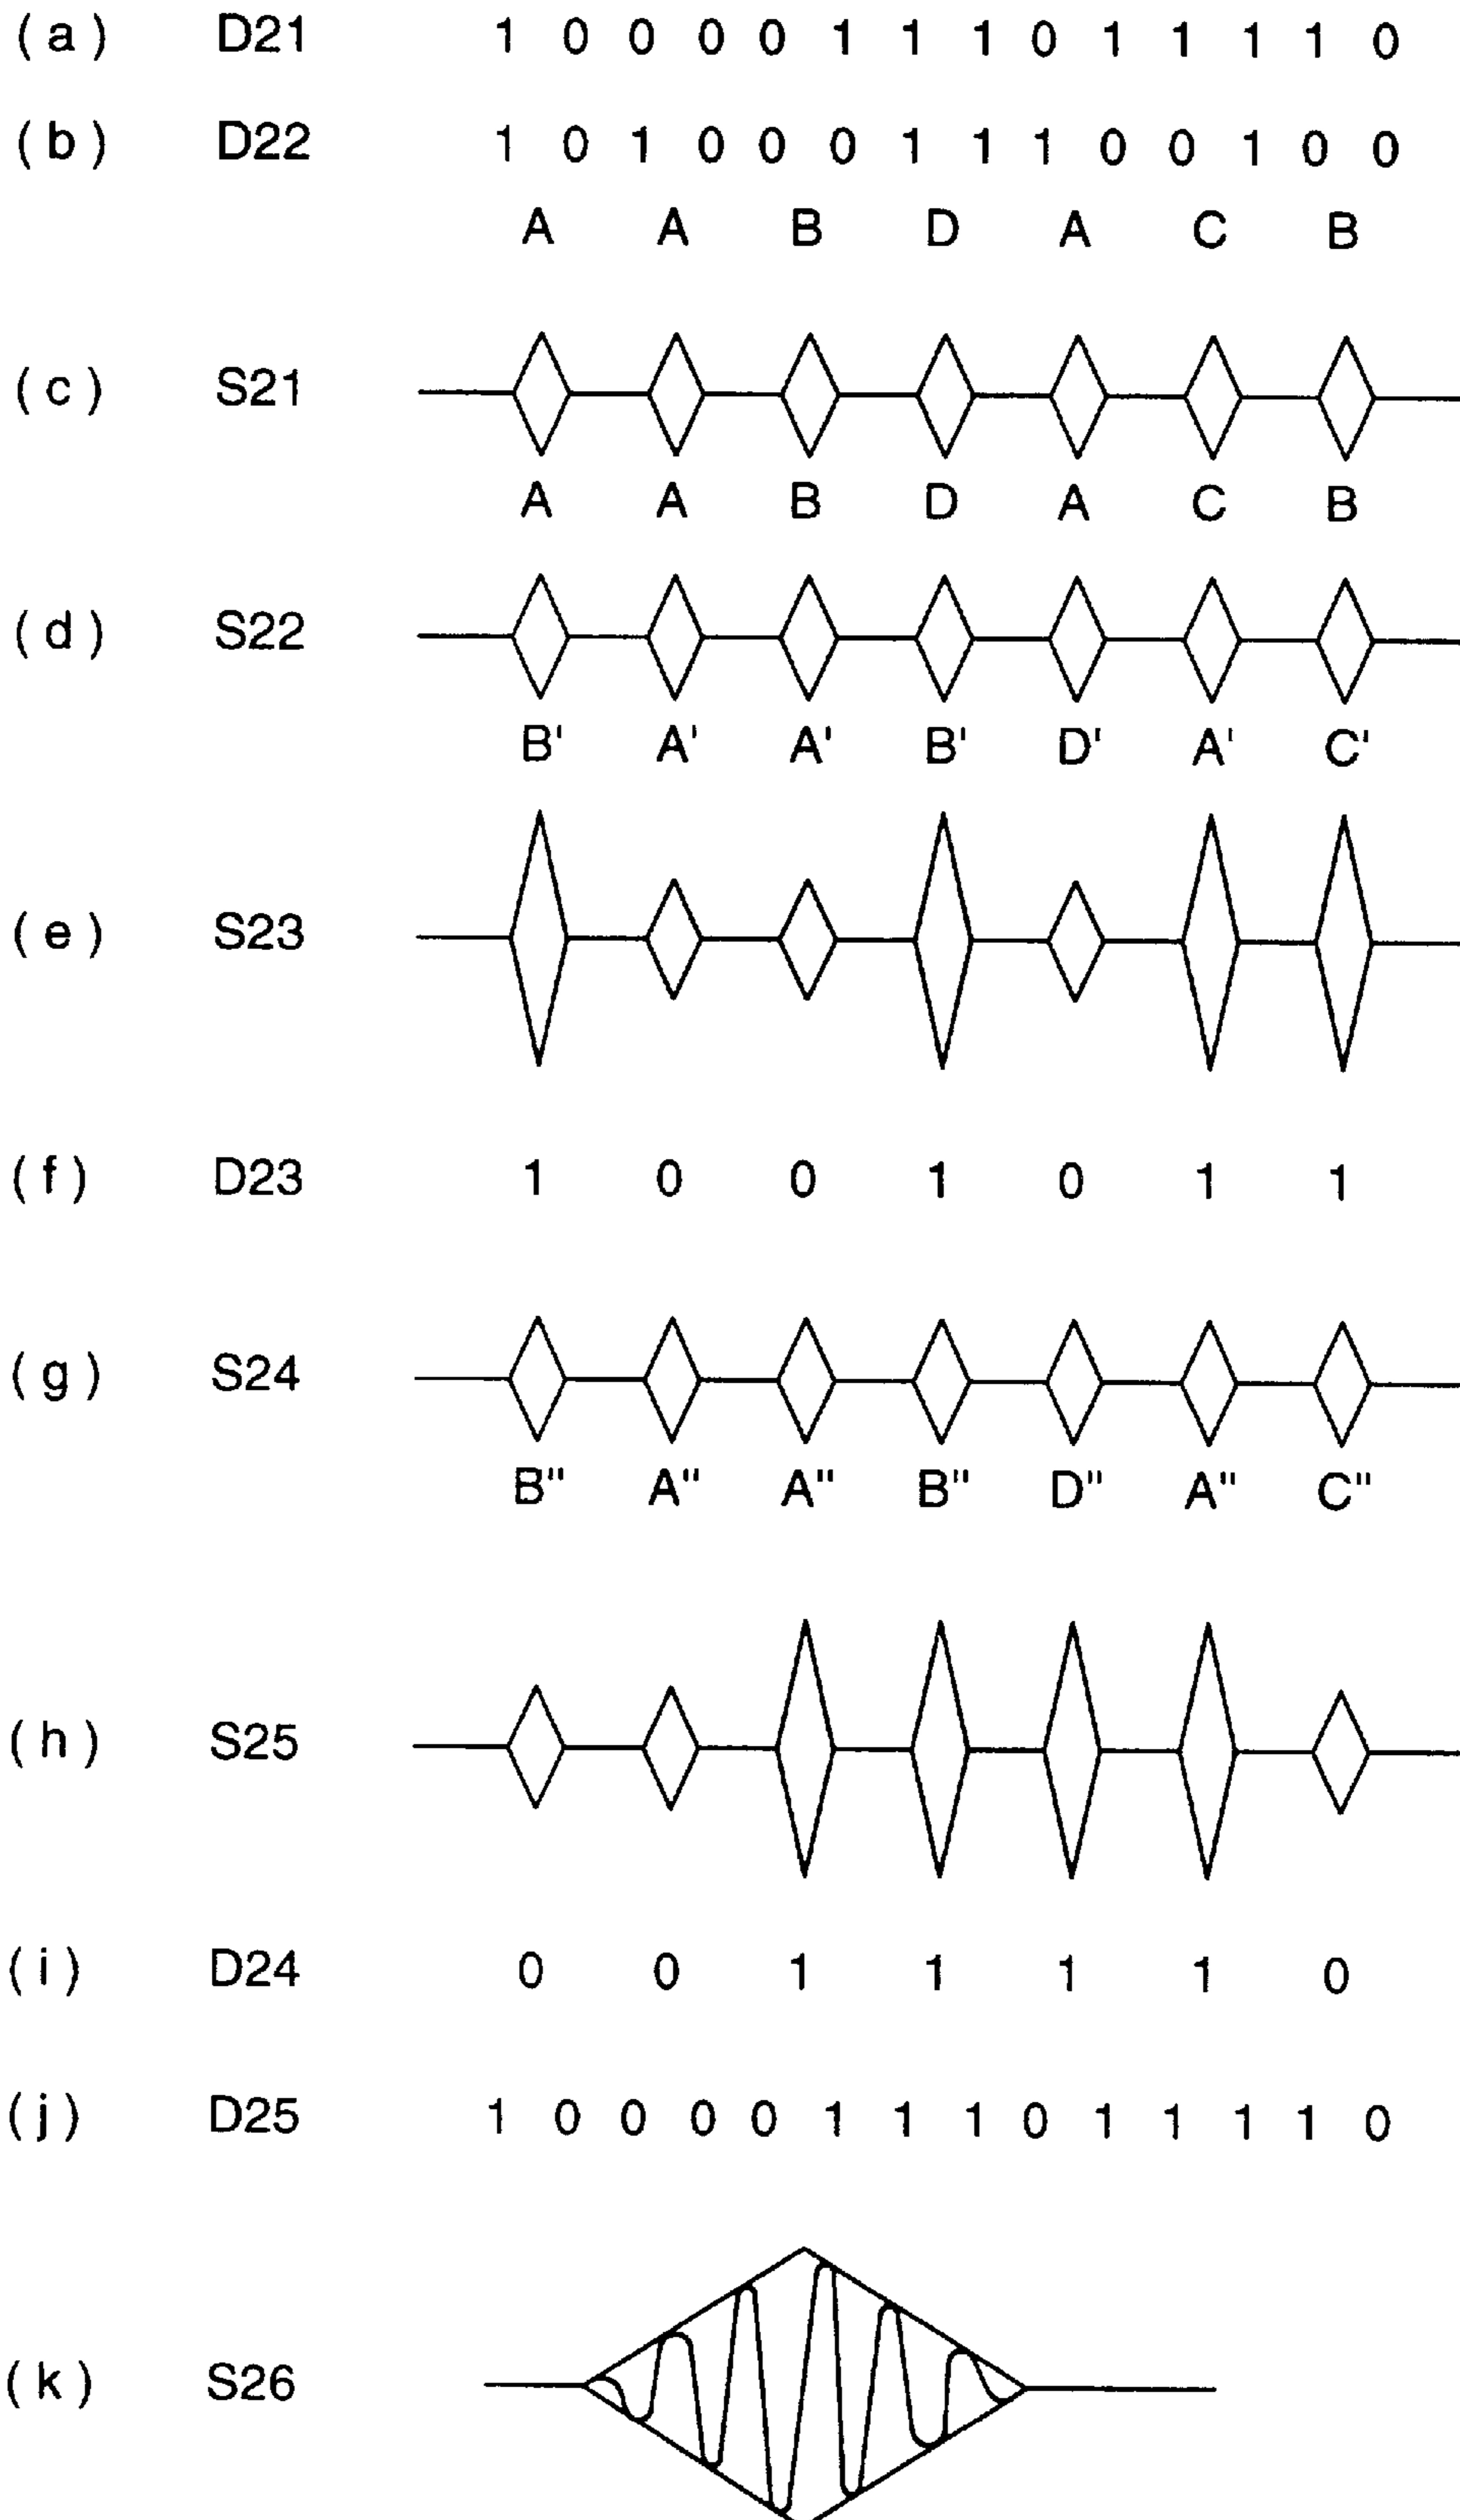 (a) D21 1 0 0 0 0 1 1 1 0 1 1 1 1 0
(b) D22 1 0 1 0 0 0 1 1 1 0 0 1 0 0
A A B D A C B
(c) S21
A A B D A C B
(d) S22
B' A' A' B' D' A' C'
(e) S23
(f) D23 1 0 0 1 0 1 1
(g) S24
B" A" A" B" D" A" C"
(h) S25
(i) D24 0 0 1 1 1 1 0
(j) D25 1 0 0 0 0 1 1 1 0 1 1 1 1 0
(k) S26